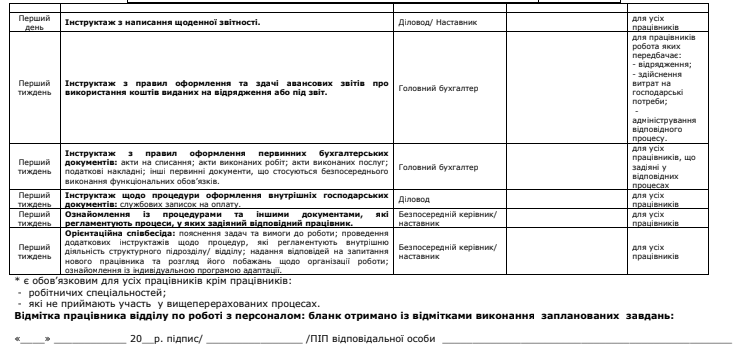 Перший день
Інструктаж з написання щоденної звітності.
Діловод/ Наставник
для усіх
працівників
Перший
тиждень
Інструктаж з правил оформлення та здачі авансових звітів про
використання коштів виданих на відрядження або під звіт.
Головний бухгалтер
для працівників
робота яких
передбачає:
- відрядження;
- здійснення
витрат на
господарські
потреби;
-
адміністрування
відповідного
процесу.
Перший
тиждень
Інструктаж з правил оформлення первинних бухгалтерських
документів: акти на списання; акти виконаних робіт; акти виконаних послуг;
податкові накладні; інші первинні документи, що стосуються безпосереднього
виконання функціональних обов’язків.
Головний бухгалтер
для усіх
працівників, що
задіяні у
відповідних
процесах
Перший
тиждень
Інструктаж щодо процедури оформлення внутрішніх господарських
документів: службових записок на оплату.
Діловод
для усіх
працівників
Перший
тиждень
Ознайомлення із процедурами та іншими документами, які
регламентують процеси, у яких задіяний відповідний працівник.
Безпосередній керівник/
наставник
для усіх
працівників
Перший
тиждень
Орієнтаційна співбесіда: пояснення задач та вимоги до роботи; проведення
додаткових інструктажів щодо процедур, які регламентують внутрішню
діяльність структурного підрозділу/ відділу; надання відповідей на запитання
нового працівника та розгляд його побажань щодо організації роботи;
ознайомлення із індивідуальною програмою адаптації.
Безпосередній керівник/
наставник
для усіх
працівників
* є обов’язковим для усіх працівників крім працівників:
- робітничих спеціальностей;
- які не приймають участь у вищеперерахованих процесах.
Відмітка працівника відділу по роботі з персоналом: бланк отримано із відмітками виконання запланованих завдань:
«____» _____________ 20__р. підпис/ _________________ /ПІП відповідальної особи _______________________